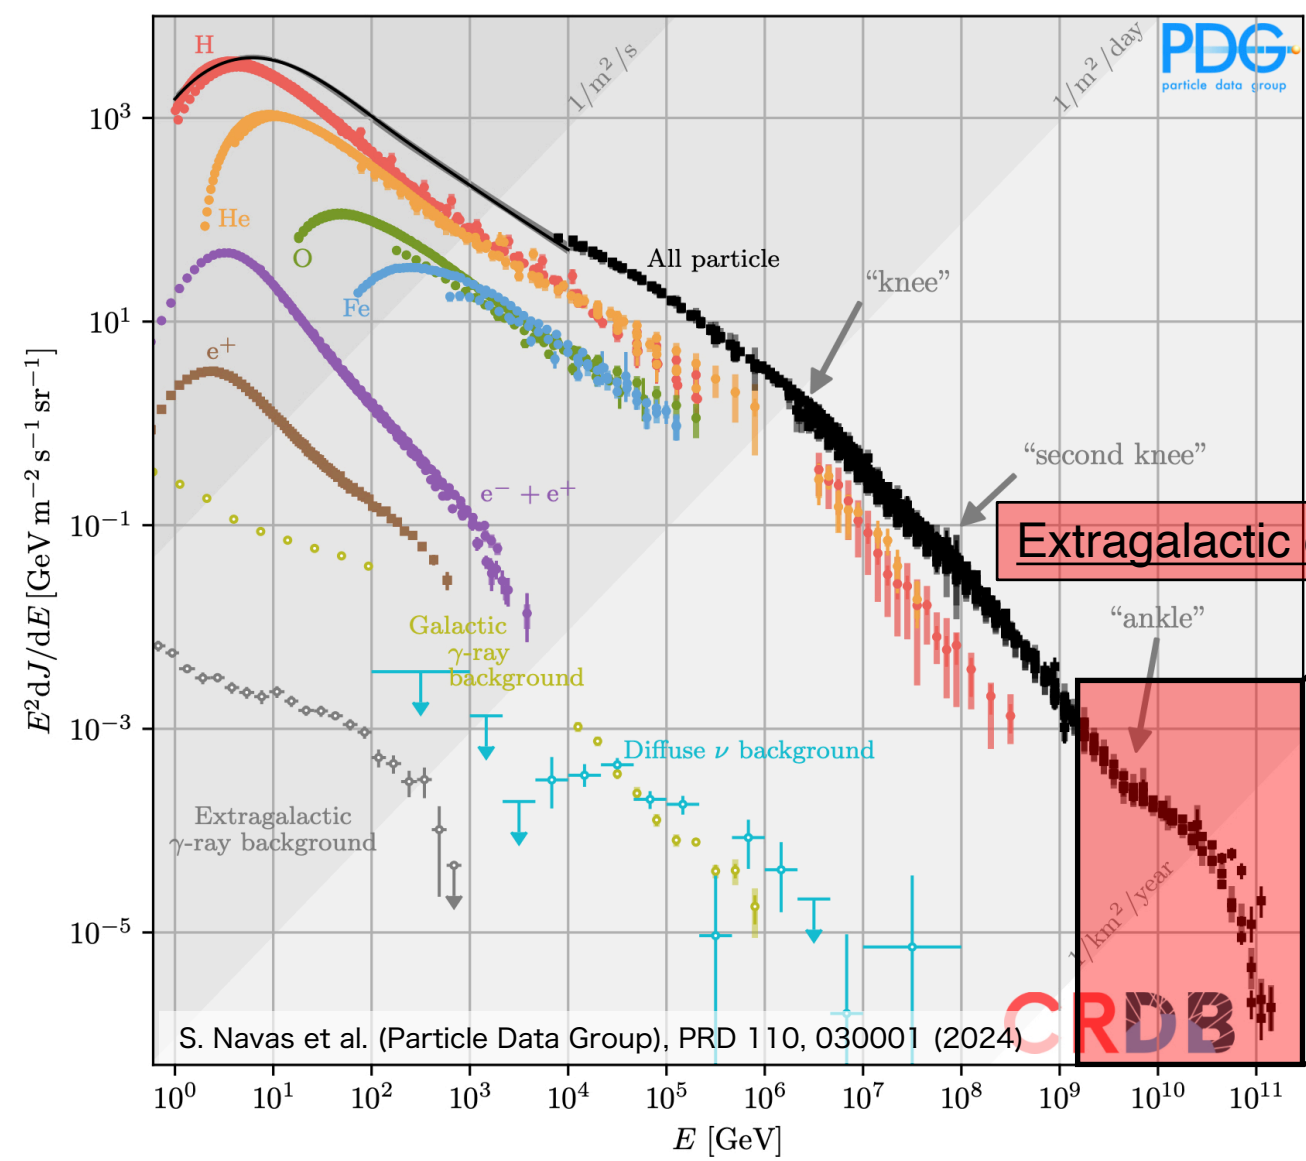 H
1/m²/s
1/m²/day
PDG
particle data group
10³
He
O
All particle
Fe
“knee”
10¹
e⁺
“second knee”
e⁻ + e⁺
10⁻¹
Extragalactic
“ankle”
Galactic
γ-ray
background
10⁻³
Diffuse ν background
Extragalactic
γ-ray background
1/km²/year
10⁻⁵
CRDB
S. Navas et al. (Particle Data Group), PRD 110, 030001 (2024)
E²dJ/dE [GeV m⁻² s⁻¹ sr⁻¹]
10⁰ 10¹ 10² 10³ 10⁴ 10⁵ 10⁶ 10⁷ 10⁸ 10⁹ 10¹⁰ 10¹¹
E [GeV]